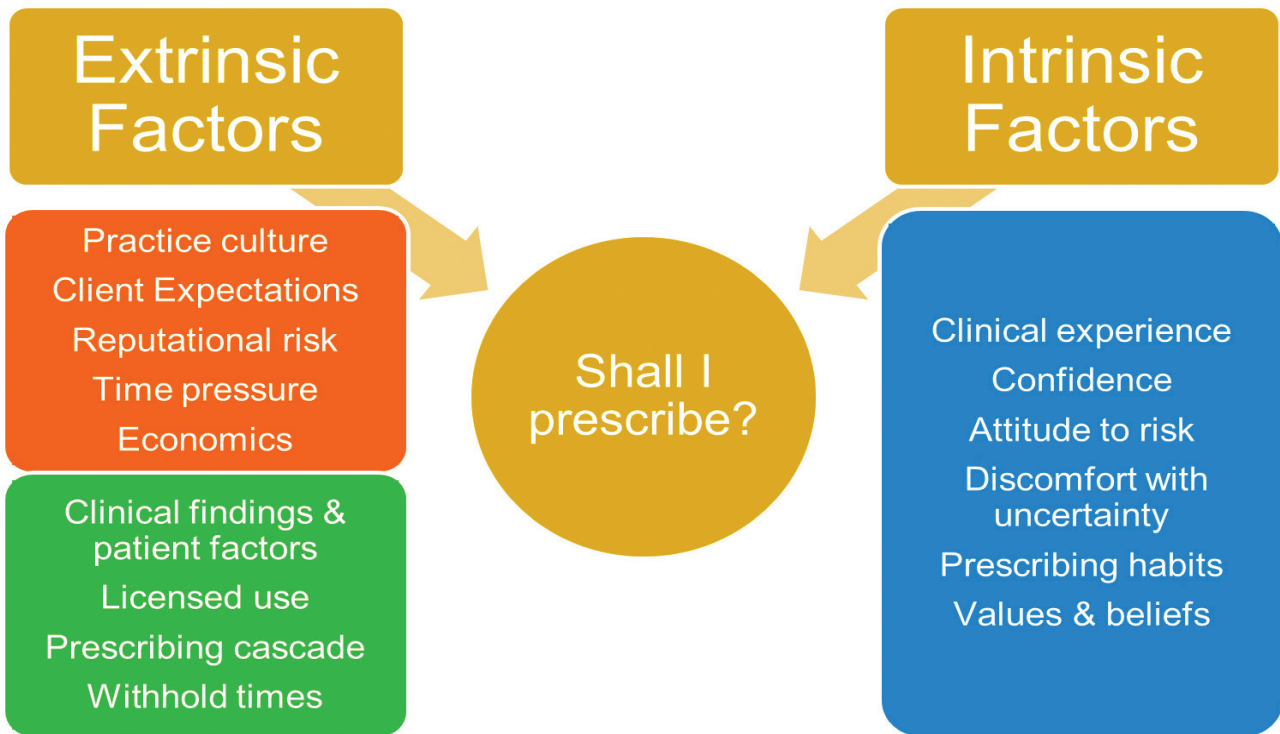 Extrinsic
Factors
Practice culture
Client Expectations
Reputational risk
Time pressure
Economics
Clinical findings &
patient factors
Licensed use
Prescribing cascade
Withhold times
Shall I
prescribe?
Intrinsic
Factors
Clinical experience
Confidence
Attitude to risk
Discomfort with
uncertainty
Prescribing habits
Values & beliefs